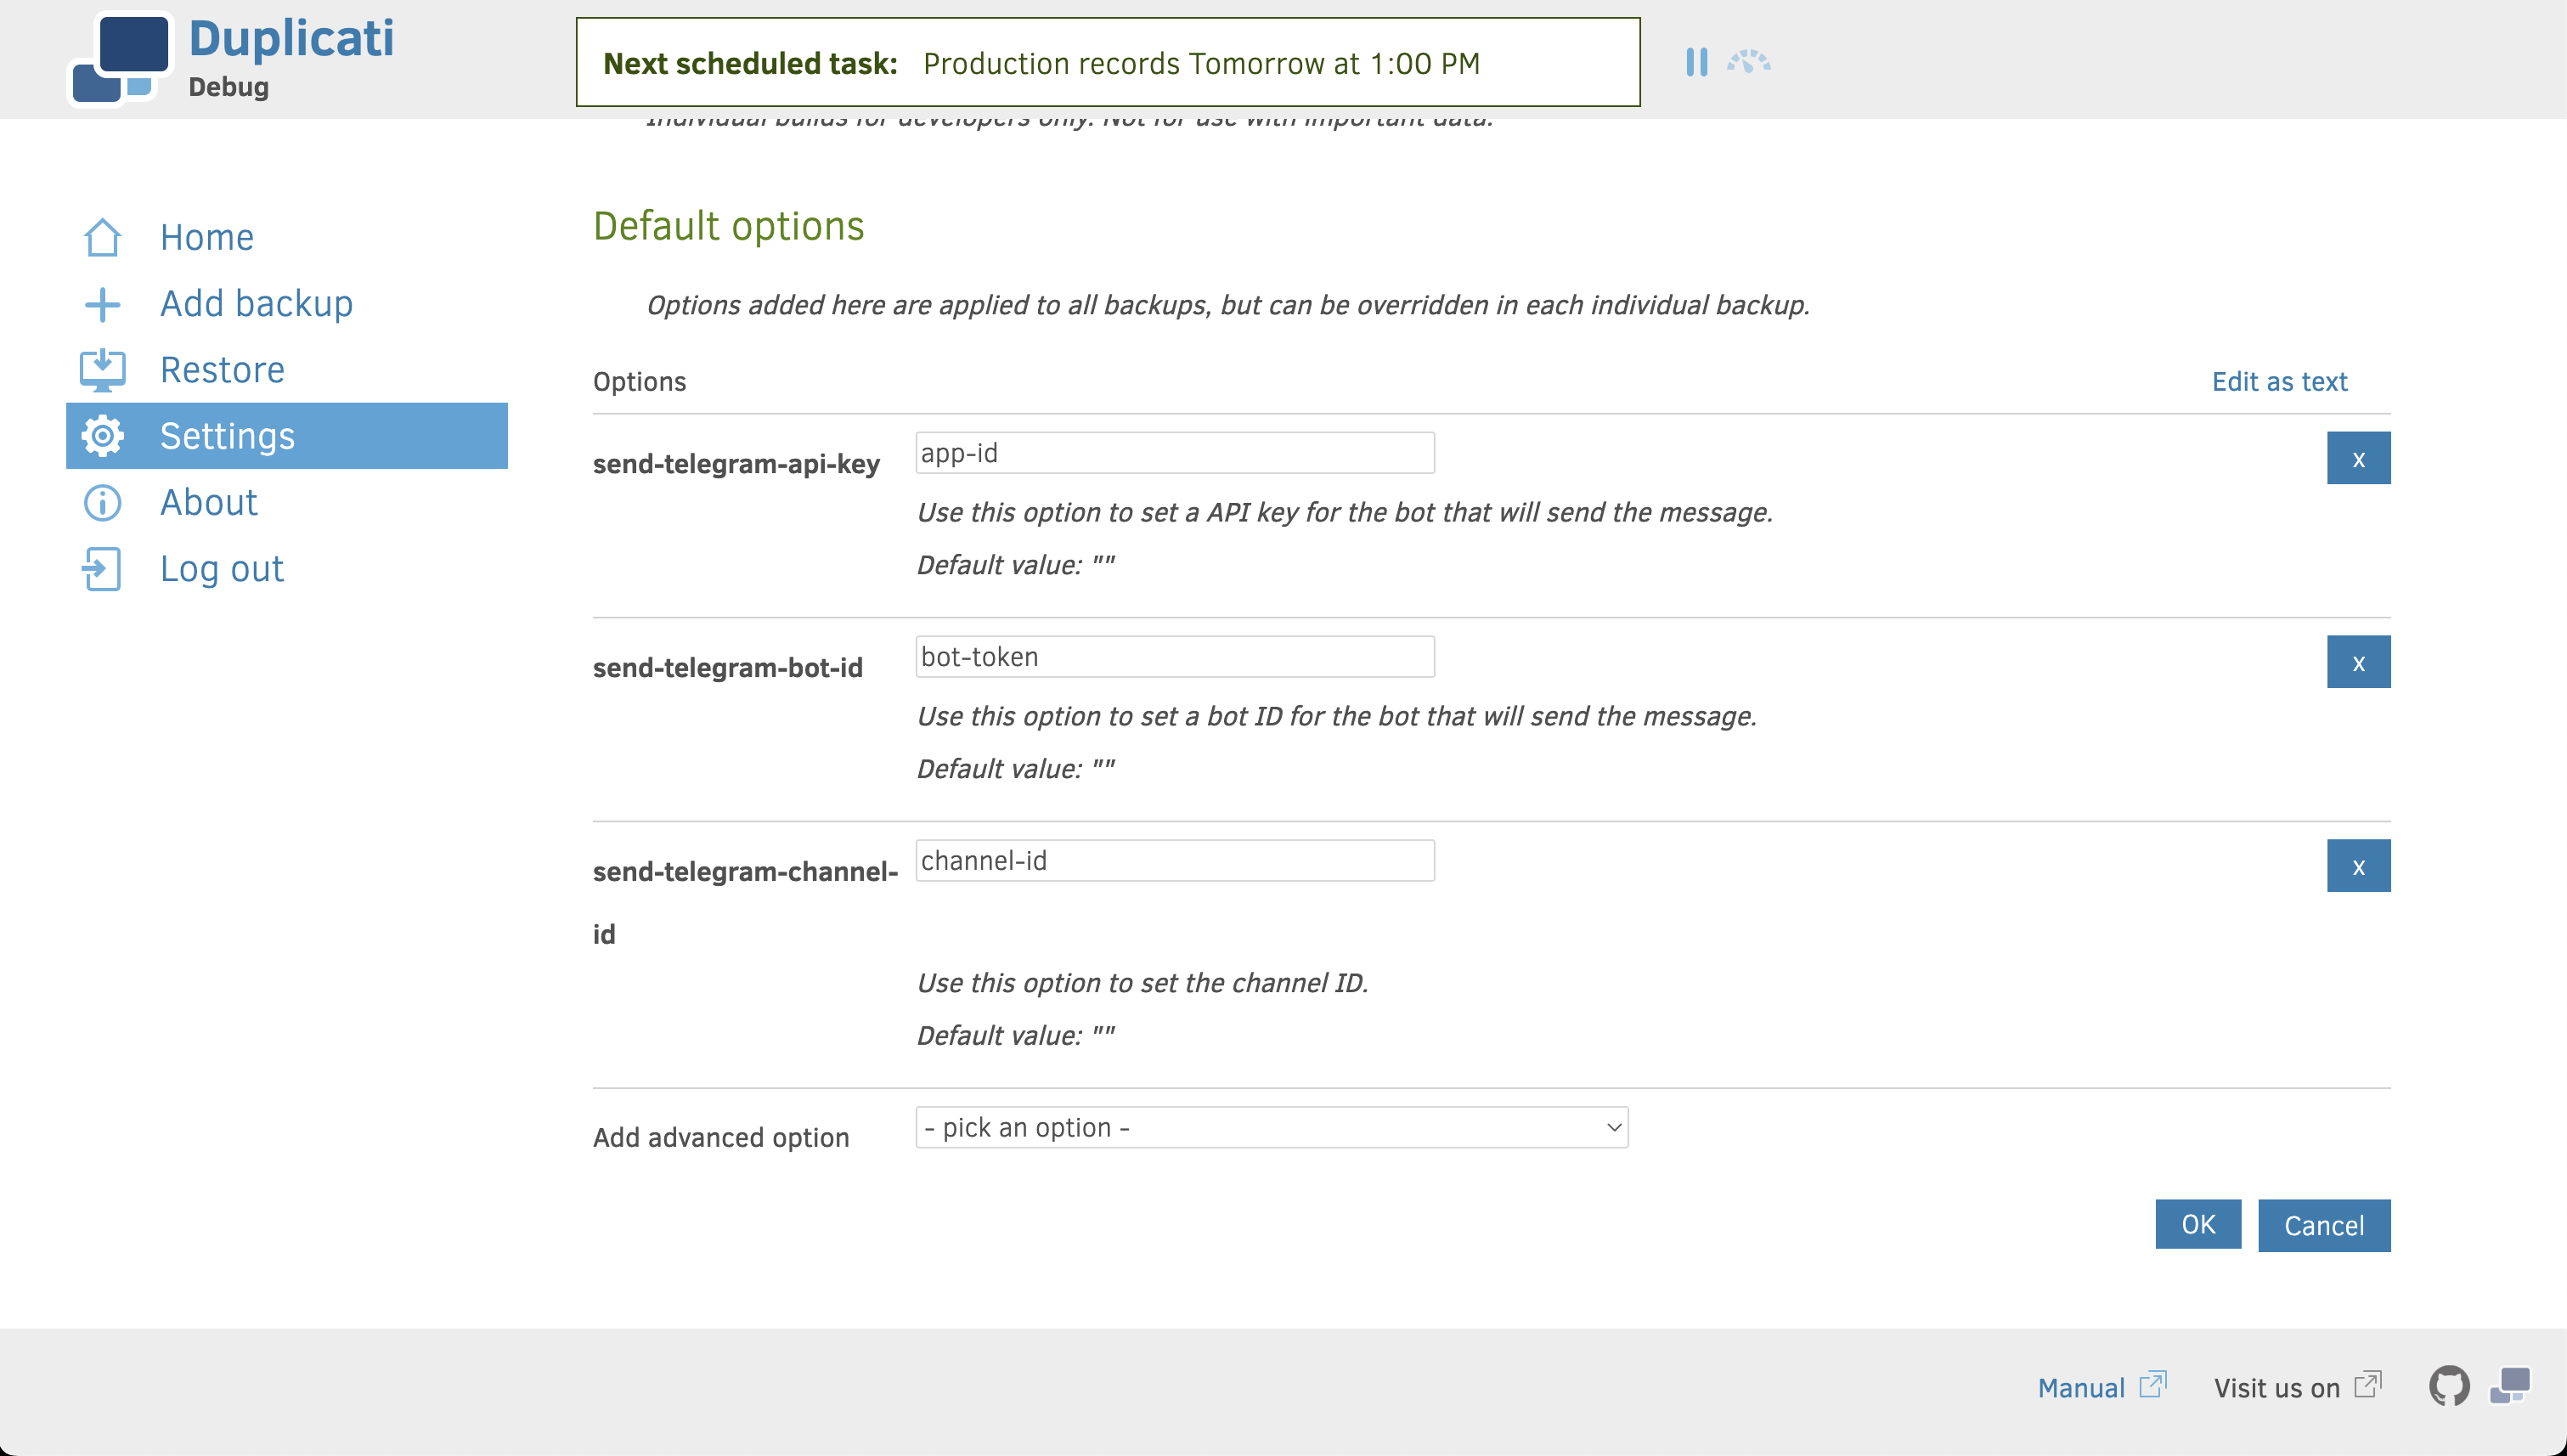 Duplicati
Debug
Next scheduled task: Production records Tomorrow at 1:00 PM
Individual builds for developers only. Not for use with important data.
Home
Add backup
Restore
Settings
About
Log out
Default options
Options added here are applied to all backups, but can be overridden in each individual backup.
Options
Edit as text
send-telegram-api-key
app-id
x
Use this option to set a API key for the bot that will send the message.
Default value: ""
send-telegram-bot-id
bot-token
x
Use this option to set a bot ID for the bot that will send the message.
Default value: ""
send-telegram-channel-
id
channel-id
x
Use this option to set the channel ID.
Default value: ""
Add advanced option
- pick an option -
OK
Cancel
Manual
Visit us on